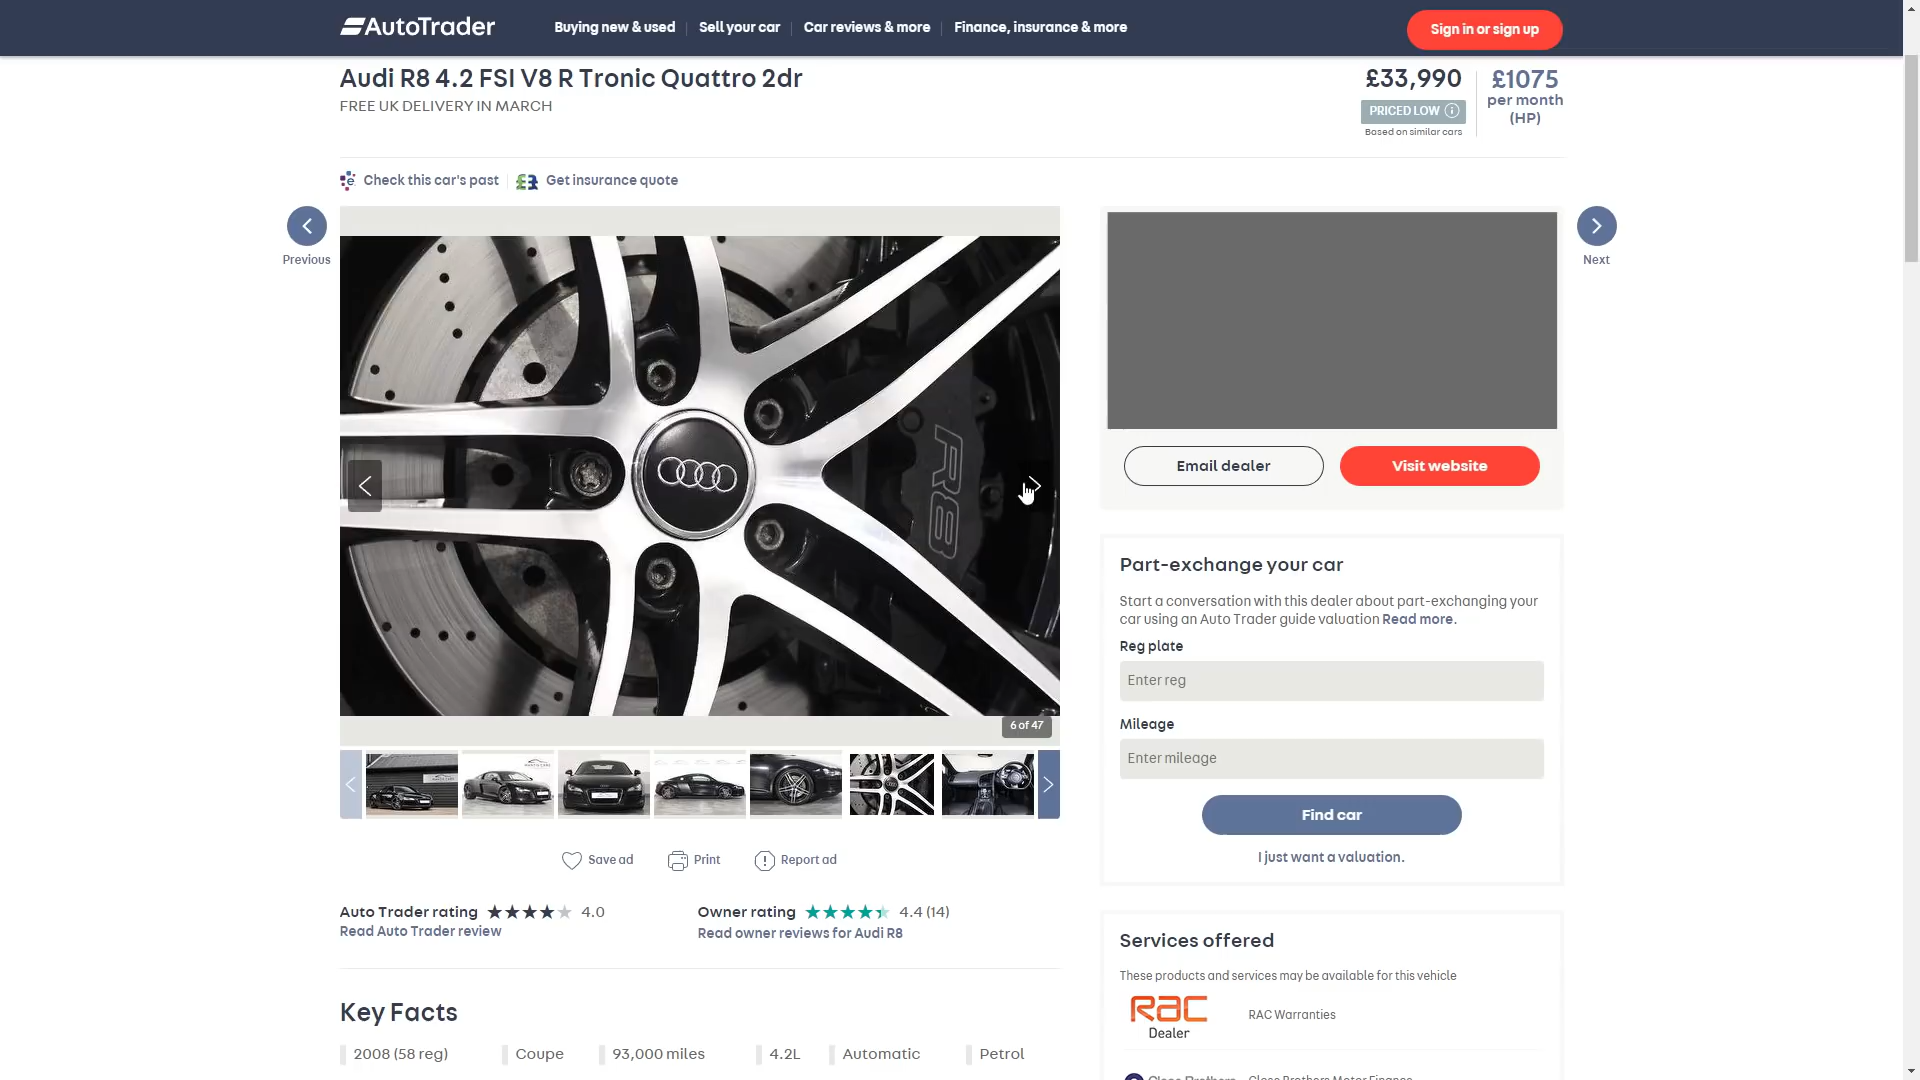 AutoTrader
Buying new & used
Sell your car
Car reviews & more
Finance, insurance & more
Sign in or sign up
Audi R8 4.2 FSI V8 R Tronic Quattro 2dr
FREE UK DELIVERY IN MARCH
£33,990
PRICED LOW
Based on similar cars
£1075
per month
(HP)
Check this car's past
Get insurance quote
Previous
Next
R8
6 of 47
Email dealer
Visit website
Part-exchange your car
Start a conversation with this dealer about part-exchanging your
car using an Auto Trader guide valuation Read more.
Reg plate
Enter reg
Mileage
Enter mileage
Find car
I just want a valuation.
Save ad
Print
Report ad
Auto Trader rating 4.0
Read Auto Trader review
Owner rating 4.4 (14)
Read owner reviews for Audi R8
Services offered
These products and services may be available for this vehicle
RAC
Dealer
RAC Warranties
Close Brothers Motor Finance
Key Facts
2008 (58 reg)
Coupe
93,000 miles
4.2L
Automatic
Petrol